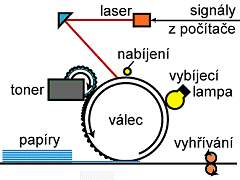 laser
signály
z počítače
nabíjení
toner
vybíjecí
lampa
válec
papíry
vyhřívání